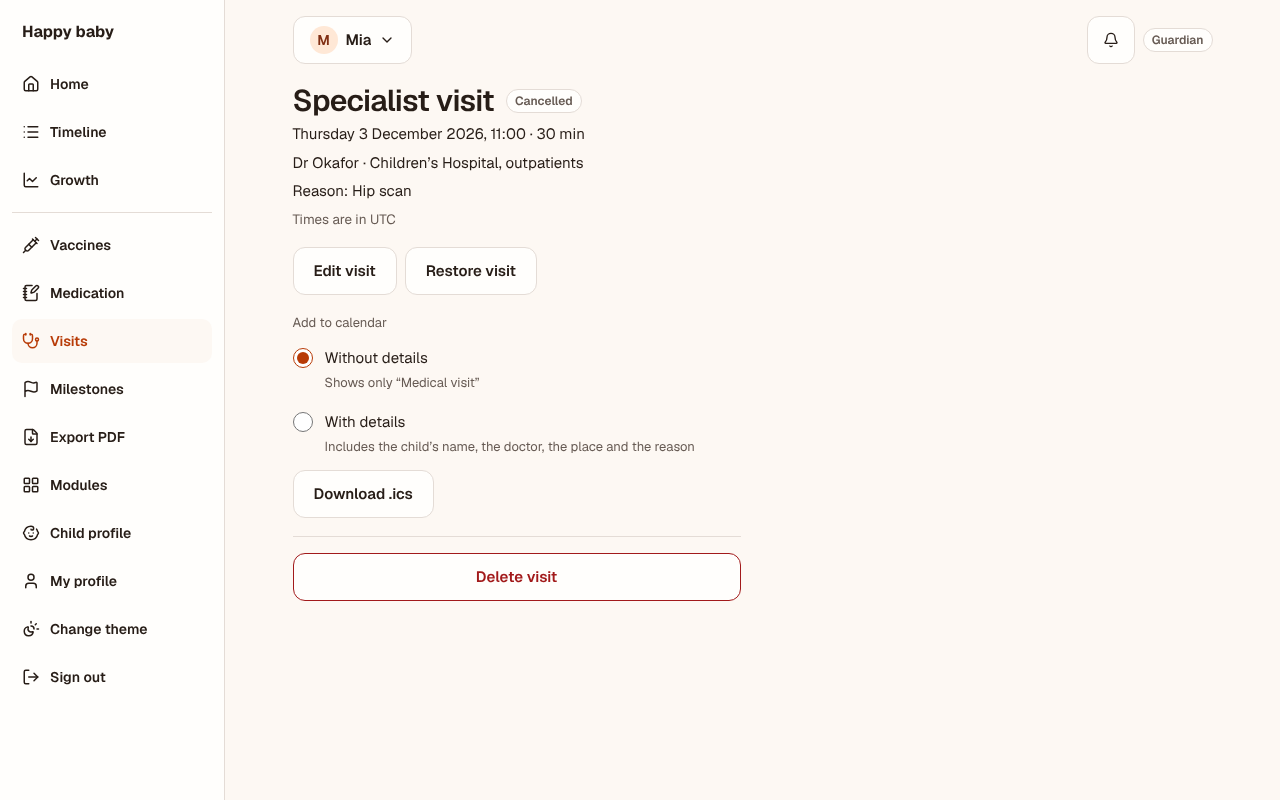 Happy baby
Home
Timeline
Growth
Vaccines
Medication
Visits
Milestones
Export PDF
Modules
Child profile
My profile
Change theme
Sign out
M Mia
Guardian
Specialist visit Cancelled
Thursday 3 December 2026, 11:00 · 30 min
Dr Okafor · Children’s Hospital, outpatients
Reason: Hip scan
Times are in UTC
Edit visit Restore visit
Add to calendar
Without details
Shows only “Medical visit”
With details
Includes the child’s name, the doctor, the place and the reason
Download .ics
Delete visit